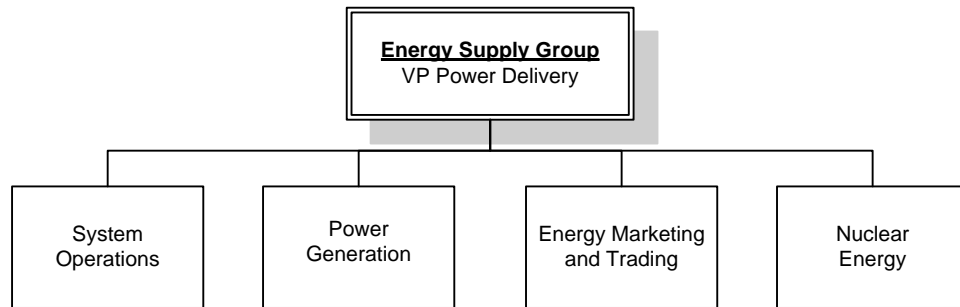 Energy Supply Group
VP Power Delivery
System
Operations
Power
Generation
Energy Marketing
and Trading
Nuclear
Energy